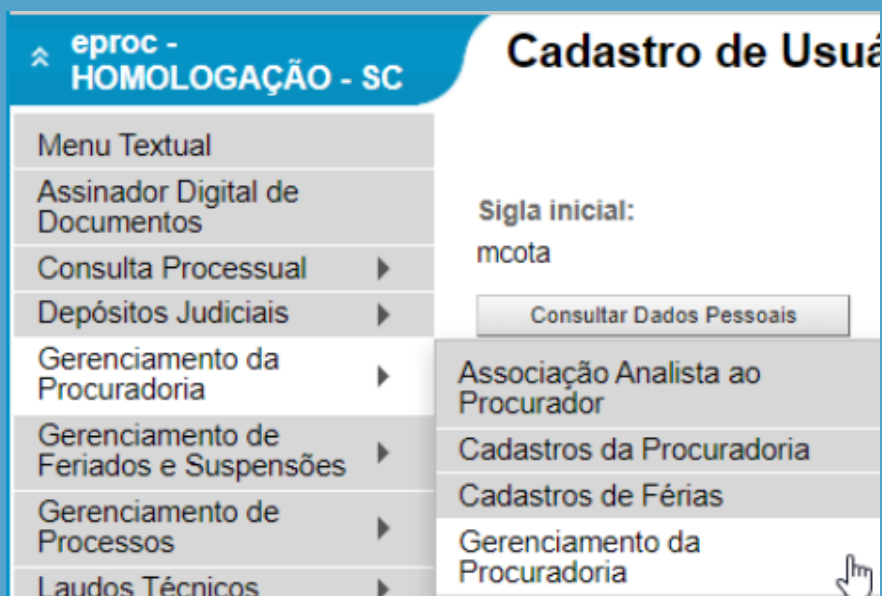 eproc -
HOMOLOGAÇÃO - SC
Cadastro de Usuá
Menu Textual
Assinador Digital de
Documentos
Consulta Processual
Depósitos Judiciais
Gerenciamento da
Procuradoria
Gerenciamento de
Feriados e Suspensões
Gerenciamento de
Processos
Laudos Técnicos
Sigla inicial:
mcota
Consultar Dados Pessoais
Associação Analista ao
Procurador
Cadastros da Procuradoria
Cadastros de Férias
Gerenciamento da
Procuradoria